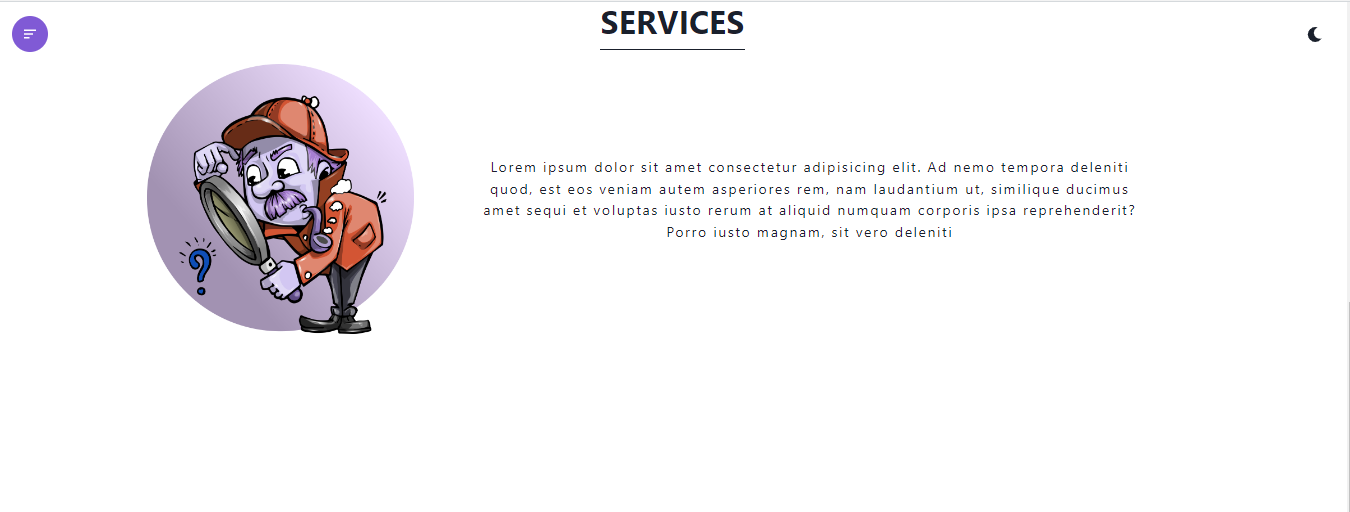 SERVICES
Lorem ipsum dolor sit amet consectetur adipisicing elit. Ad nemo tempora deleniti
quod, est eos veniam autem asperiores rem, nam laudantium ut, similique ducimus
amet sequi et voluptas iusto rerum at aliquid numquam corporis ipsa reprehenderit?
Porro iusto magnam, sit vero deleniti
?